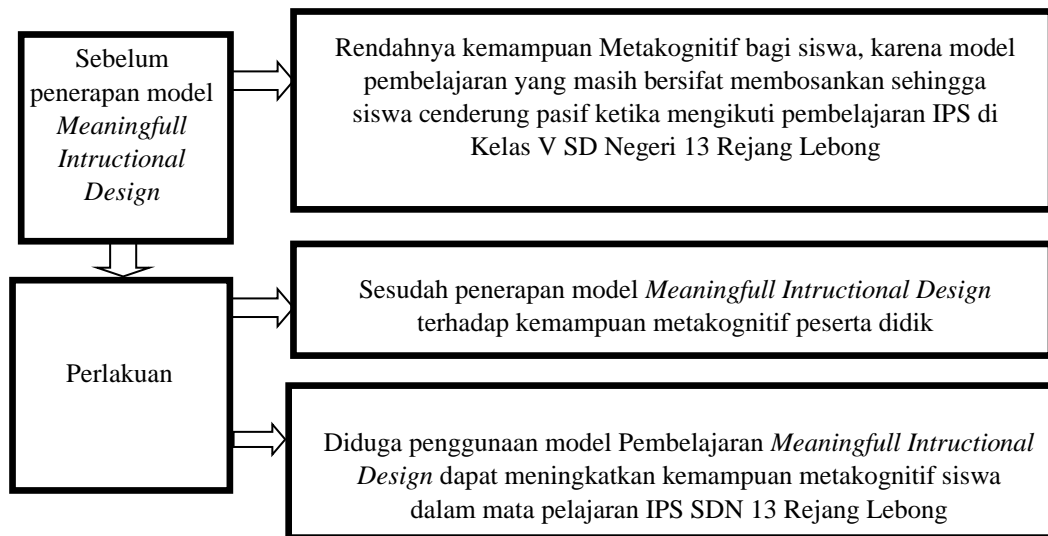 Sebelum
penerapan model
Meaningfull
Intructional
Design
Rendahnya kemampuan Metakognitif bagi siswa, karena model
pembelajaran yang masih bersifat membosankan sehingga
siswa cenderung pasif ketika mengikuti pembelajaran IPS di
Kelas V SD Negeri 13 Rejang Lebong
Perlakuan
Sesudah penerapan model Meaningfull Intructional Design
terhadap kemampuan metakognitif peserta didik
Diduga penggunaan model Pembelajaran Meaningfull Intructional
Design dapat meningkatkan kemampuan metakognitif siswa
dalam mata pelajaran IPS SDN 13 Rejang Lebong